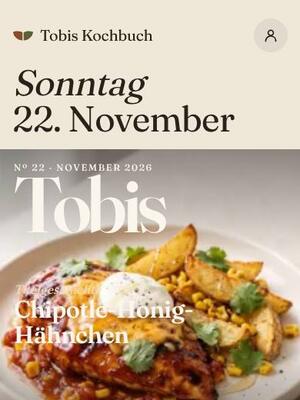 Tobis Kochbuch
Sonntag
22. November
Nº 22 · NOVEMBER 2026
Tobis
Chipotle-Honig-
Hähnchen